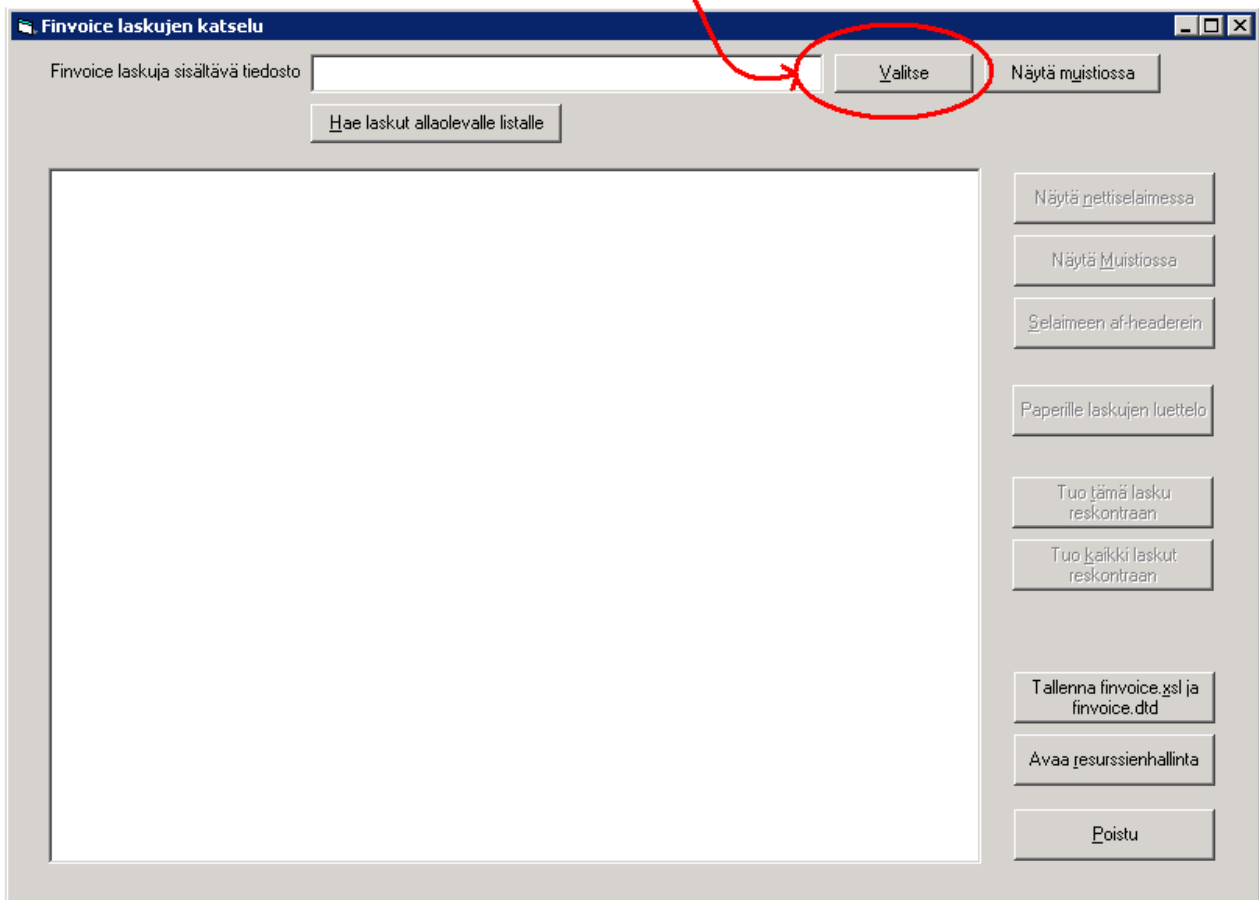 Finvoice laskujen katselu
Finvoice laskuja sisältävä tiedosto
Valitse
Näytä muistiossa
Hae laskut allaolevalle listalle
Näytä nettiselaimessa
Näytä Muistiossa
Selaimeen af-headerein
Paperille laskujen luettelo
Tuo tämä lasku
reskontraan
Tuo kaikki laskut
reskontraan
Tallenna finvoice.xsl ja
finvoice.dtd
Avaa resurssienhallinta
Poistu